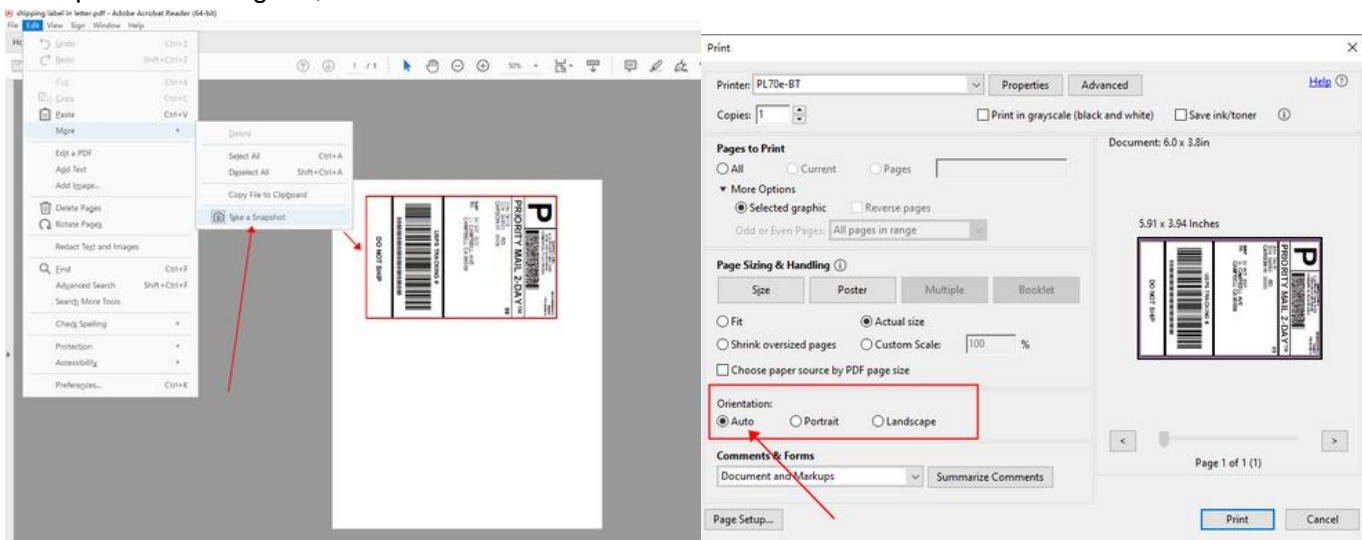 shipping label in letter.pdf - Adobe Acrobat Reader (64-bit)
File Edit View Sign Window Help
Undo Ctrl+Z
Redo Shift+Ctrl+Z
Cut Ctrl+X
Copy Ctrl+C
Paste Ctrl+V
More
Edit a PDF
Add Text
Add Image...
Delete Pages
Rotate Pages
Redact Text and Images
Find Ctrl+F
Advanced Search Shift+Ctrl+F
Search More Tools
Check Spelling
Protection
Accessibility
Preferences... Ctrl+K
Delete
Select All Ctrl+A
Deselect All Shift+Ctrl+A
Copy File to Clipboard
Take a Snapshot
1 / 1
50%
P
PRIORITY MAIL 2-DAY™
USPS TRACKING #
DO NOT SHIP
Print
Printer: PL70e-BT Properties Advanced Help
Copies: 1 Print in grayscale (black and white) Save ink/toner
Pages to Print
All Current Pages
More Options
Selected graphic Reverse pages
Odd or Even Pages: All pages in range
Page Sizing & Handling
Size Poster Multiple Booklet
Fit Actual size
Shrink oversized pages Custom Scale: 100 %
Choose paper source by PDF page size
Orientation:
Auto Portrait Landscape
Comments & Forms
Document and Markups Summarize Comments
Page Setup...
Document: 6.0 x 3.8in
5.91 x 3.94 Inches
P
PRIORITY MAIL 2-DAY™
USPS TRACKING #
DO NOT SHIP
< >
Page 1 of 1 (1)
Print Cancel